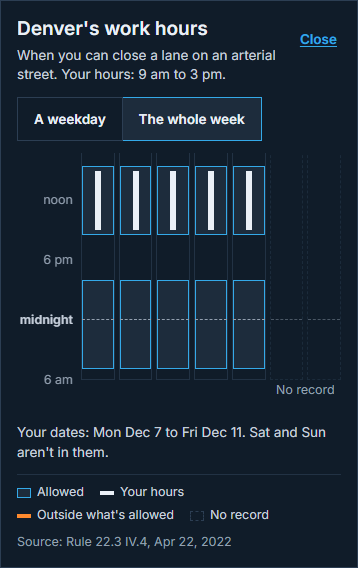 Denver's work hours
Close
When you can close a lane on an arterial
street. Your hours: 9 am to 3 pm.
A weekday
The whole week
noon
6 pm
midnight
6 am
No record
Your dates: Mon Dec 7 to Fri Dec 11. Sat and Sun
aren't in them.
Allowed
Your hours
Outside what's allowed
No record
Source: Rule 22.3 IV.4, Apr 22, 2022